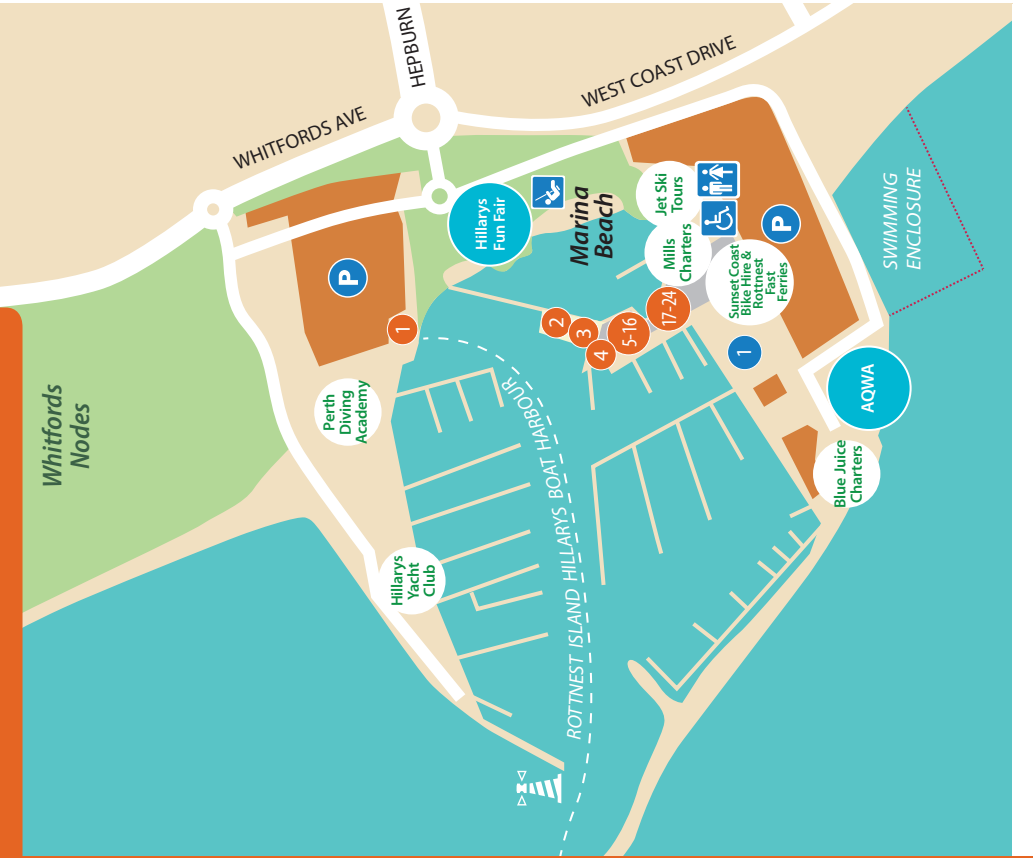 HEPBURN
WHITFORDS AVE
WEST COAST DRIVE
Whitfords
Nodes
P
Hillarys
Fun Fair
Marina
Beach
Jet Ski
Tours
Mills
Charters
P
Sunset Coast
Bike Hire &
Rottnest
Fast
Ferries
SWIMMING
ENCLOSURE
1
2
3
4
5-16
17-24
1
Perth
Diving
Academy
AQWA
Blue Juice
Charters
Hillarys
Yacht
Club
ROTTNEST ISLAND HILLARYS BOAT HARBOUR